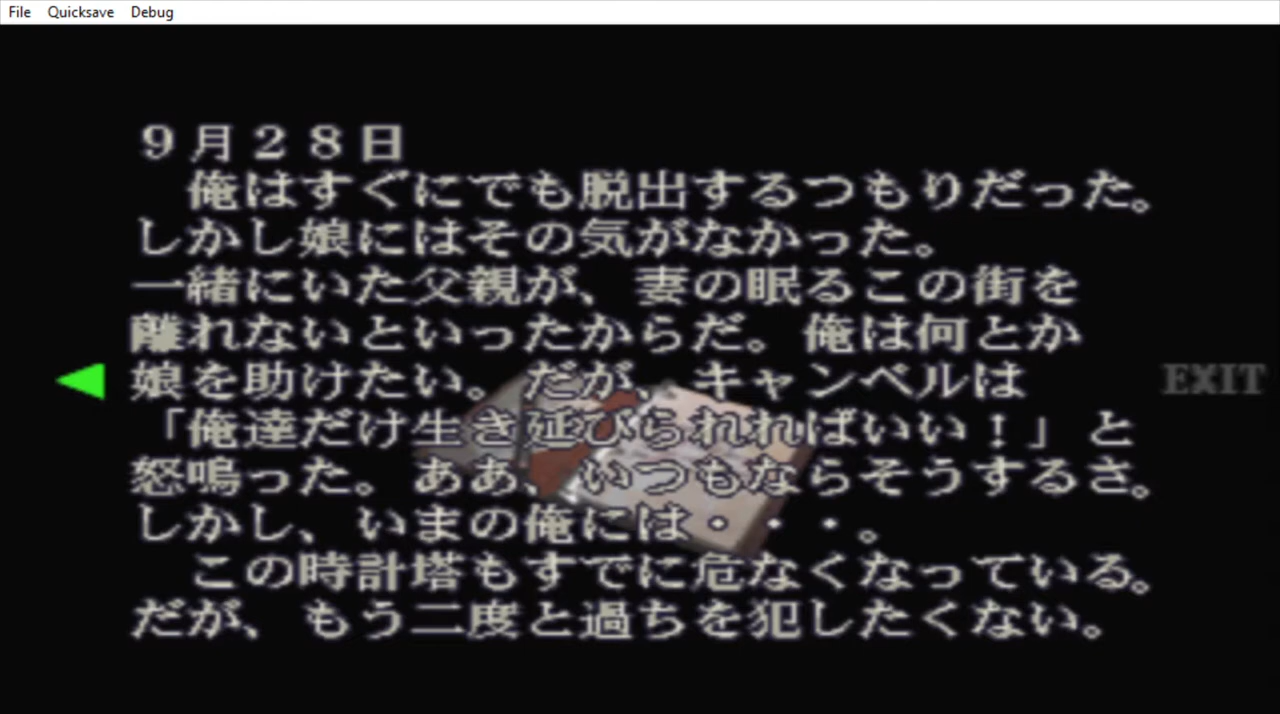 File Quicksave Debug
９月２８日
　俺はすぐにでも脱出するつもりだった。
しかし娘にはその気がなかった。
一緒にいた父親が、妻の眠るこの街を
離れないといったからだ。俺は何とか
娘を助けたい。だが、キャンベルは
「俺達だけ生き延びられればいい！」と
怒鳴った。ああ、いつもならそうするさ。
しかし、いまの俺には・・・。
　この時計塔もすでに危なくなっている。
だが、もう二度と過ちを犯したくない。
EXIT